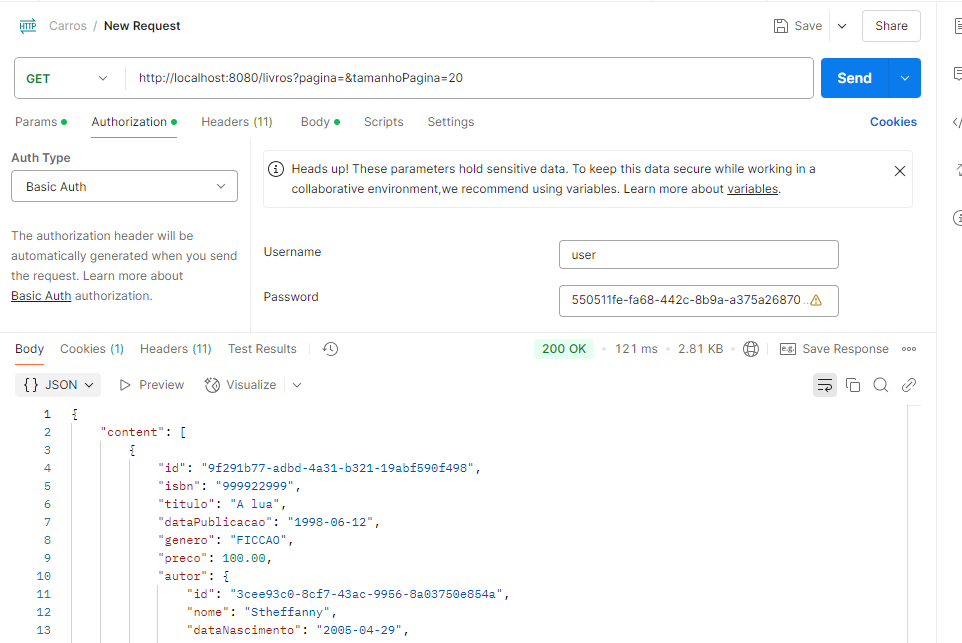 HTTP Carros / New Request Save Share
GET http://localhost:8080/livros?pagina=&tamanhoPagina=20 Send
Params Authorization Headers (11) Body Scripts Settings Cookies
Auth Type
Basic Auth
The authorization header will be
automatically generated when you send
the request. Learn more about
Basic Auth authorization.
Heads up! These parameters hold sensitive data. To keep this data secure while working in a
collaborative environment,we recommend using variables. Learn more about variables.
Username user
Password 550511fe-fa68-442c-8b9a-a375a26870...
Body Cookies (1) Headers (11) Test Results 200 OK • 121 ms • 2.81 KB • e.g. Save Response
{} JSON Preview Visualize
1 {
2 "content": [
3 {
4 "id": "9f291b77-adbd-4a31-b321-19abf590f498",
5 "isbn": "999922999",
6 "titulo": "A lua",
7 "dataPublicacao": "1998-06-12",
8 "genero": "FICCAO",
9 "preco": 100.00,
10 "autor": {
11 "id": "3cee93c0-8cf7-43ac-9956-8a03750e854a",
12 "nome": "Stheffanny",
13 "dataNascimento": "2005-04-29",